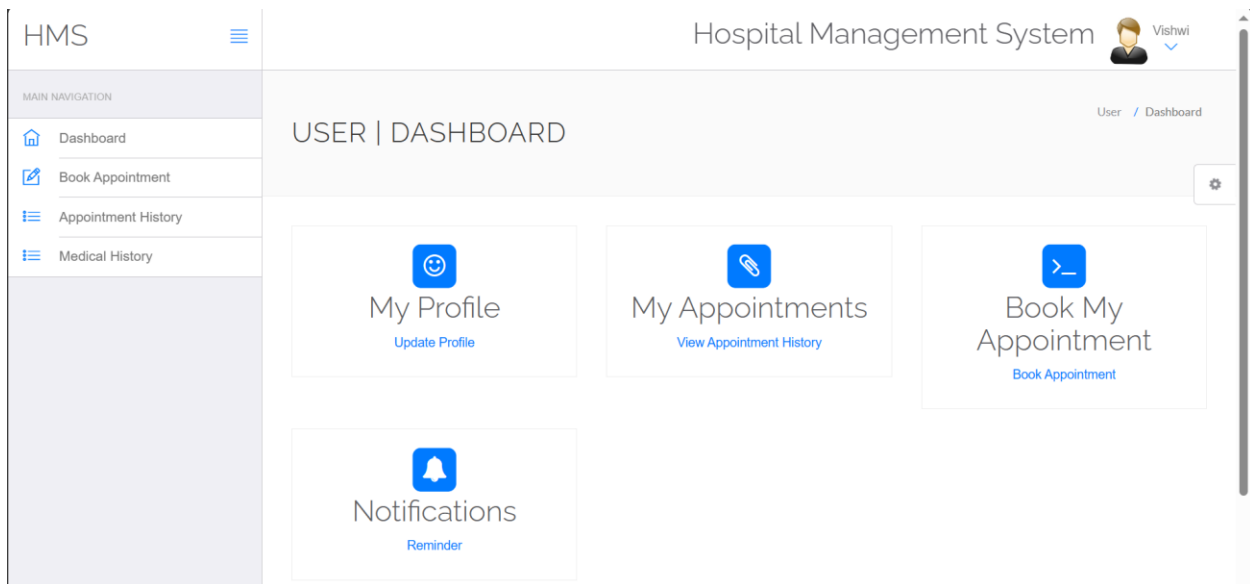 HMS
Hospital Management System
Vishwi
MAIN NAVIGATION
Dashboard
Book Appointment
Appointment History
Medical History
USER | DASHBOARD
User / Dashboard
My Profile
Update Profile
My Appointments
View Appointment History
Book My
Appointment
Book Appointment
Notifications
Reminder